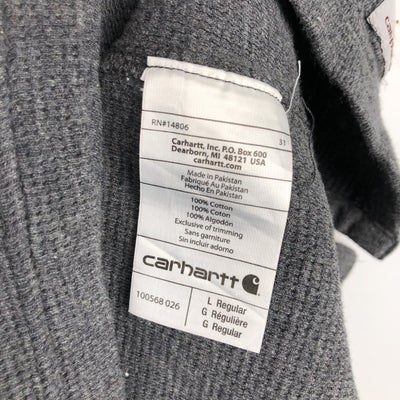 RN#14806
31
Carhartt, Inc. P.O. Box 600
Dearborn, MI 48121 USA
carhartt.com
Made in Pakistan
Fabriqué Au Pakistan
Hecho En Pakistan
100% Cotton
100% Coton
100% Algodón
Exclusive of trimming
Sans garniture
Sin incluir adorno
carhartt
100568 026
L Regular
G Régulière
G Regular